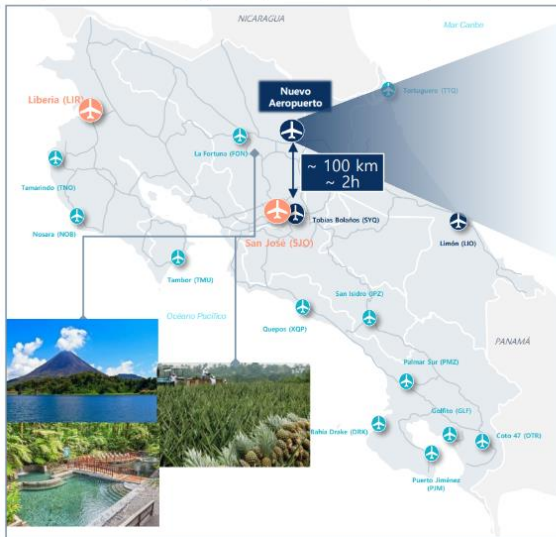 NICARAGUA
Mar Caribe
Nuevo
Aeropuerto
Tortuguero (TTQ)
Liberia (LIR)
La Fortuna (FON)
~ 100 km
~ 2h
Tamarindo (TNO)
Tobías Bolaños (SYQ)
Limón (LIO)
Nosara (NOB)
San José (SJO)
Tambor (TMU)
San Isidro (IPZ)
Océano Pacífico
Quepos (XQP)
PANAMÁ
Palmar Sur (PMZ)
Golfito (GLF)
Bahía Drake (DRK)
Coto 47 (OTR)
Puerto Jiménez
(PJM)